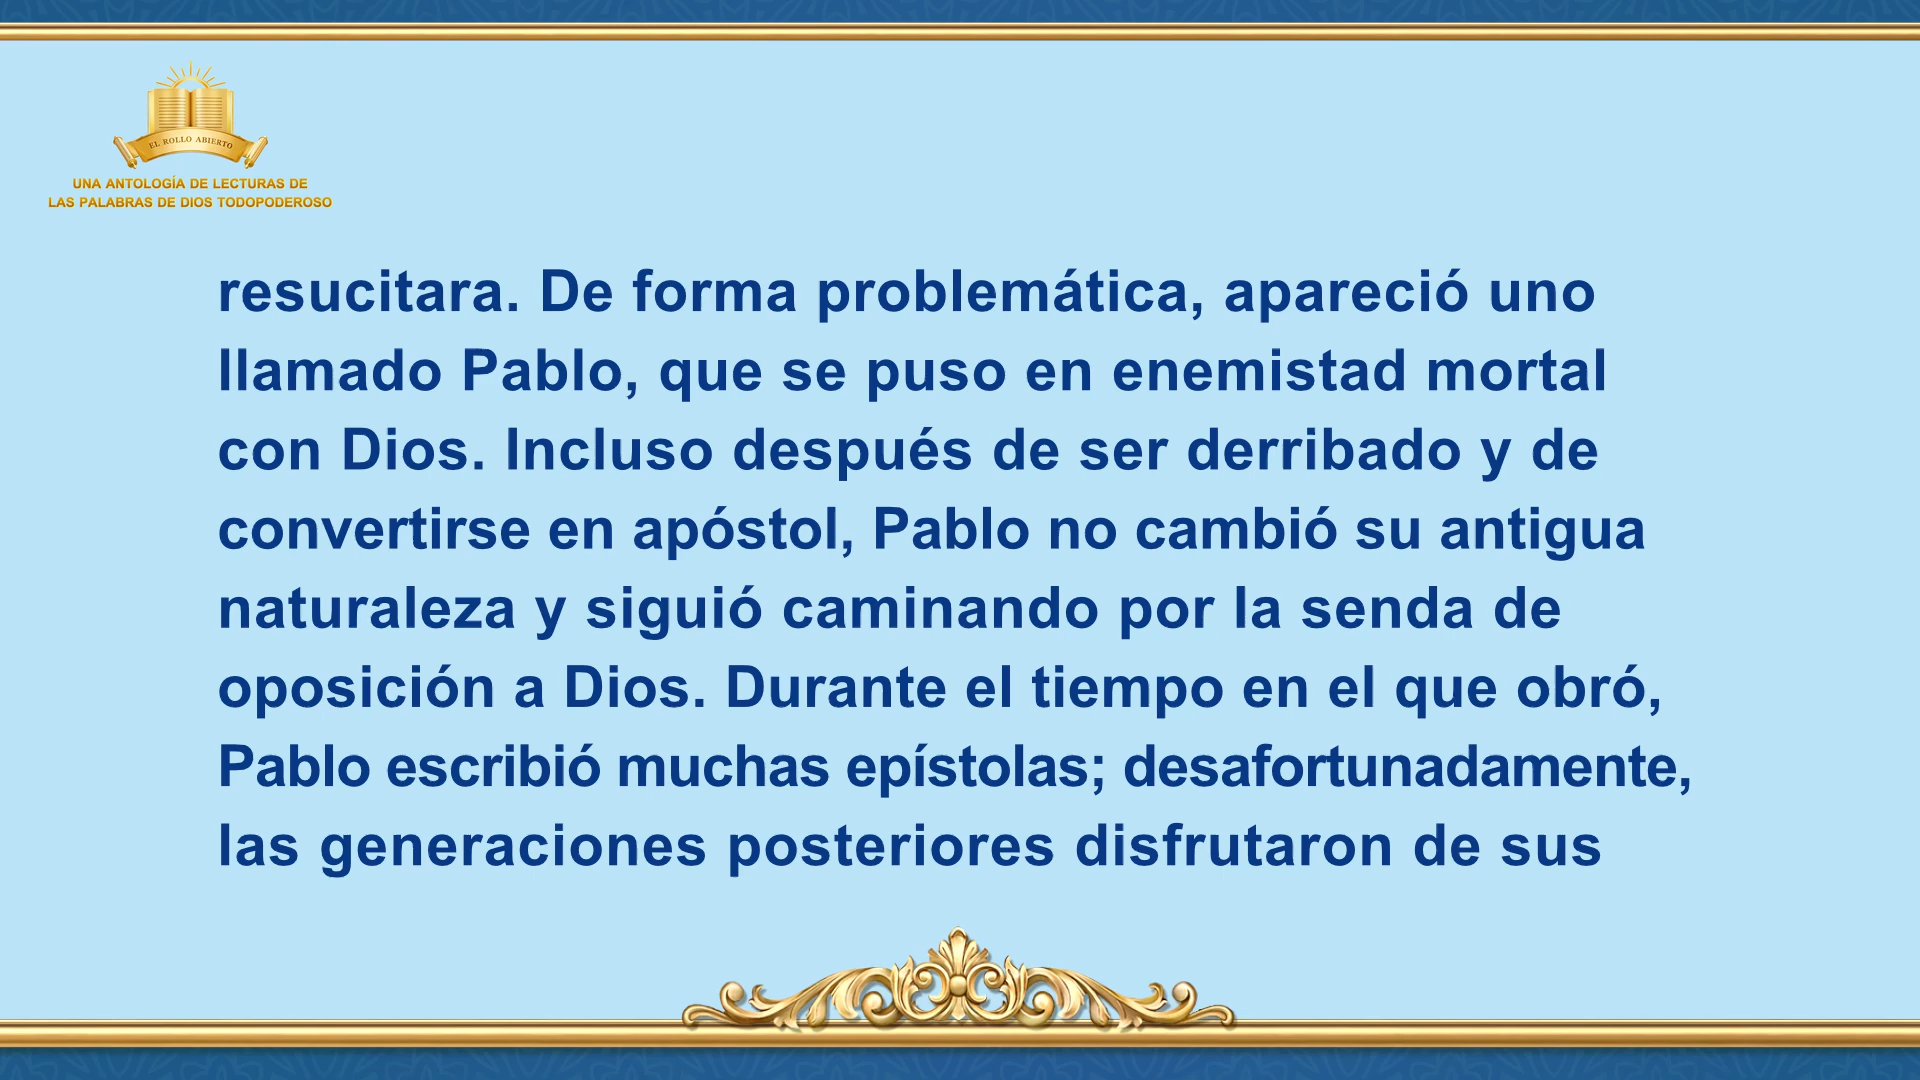 EL ROLLO ABIERTO
UNA ANTOLOGÍA DE LECTURAS DE
LAS PALABRAS DE DIOS TODOPODEROSO
resucitara. De forma problemática, apareció uno
llamado Pablo, que se puso en enemistad mortal
con Dios. Incluso después de ser derribado y de
convertirse en apóstol, Pablo no cambió su antigua
naturaleza y siguió caminando por la senda de
oposición a Dios. Durante el tiempo en el que obró,
Pablo escribió muchas epístolas; desafortunadamente,
las generaciones posteriores disfrutaron de sus